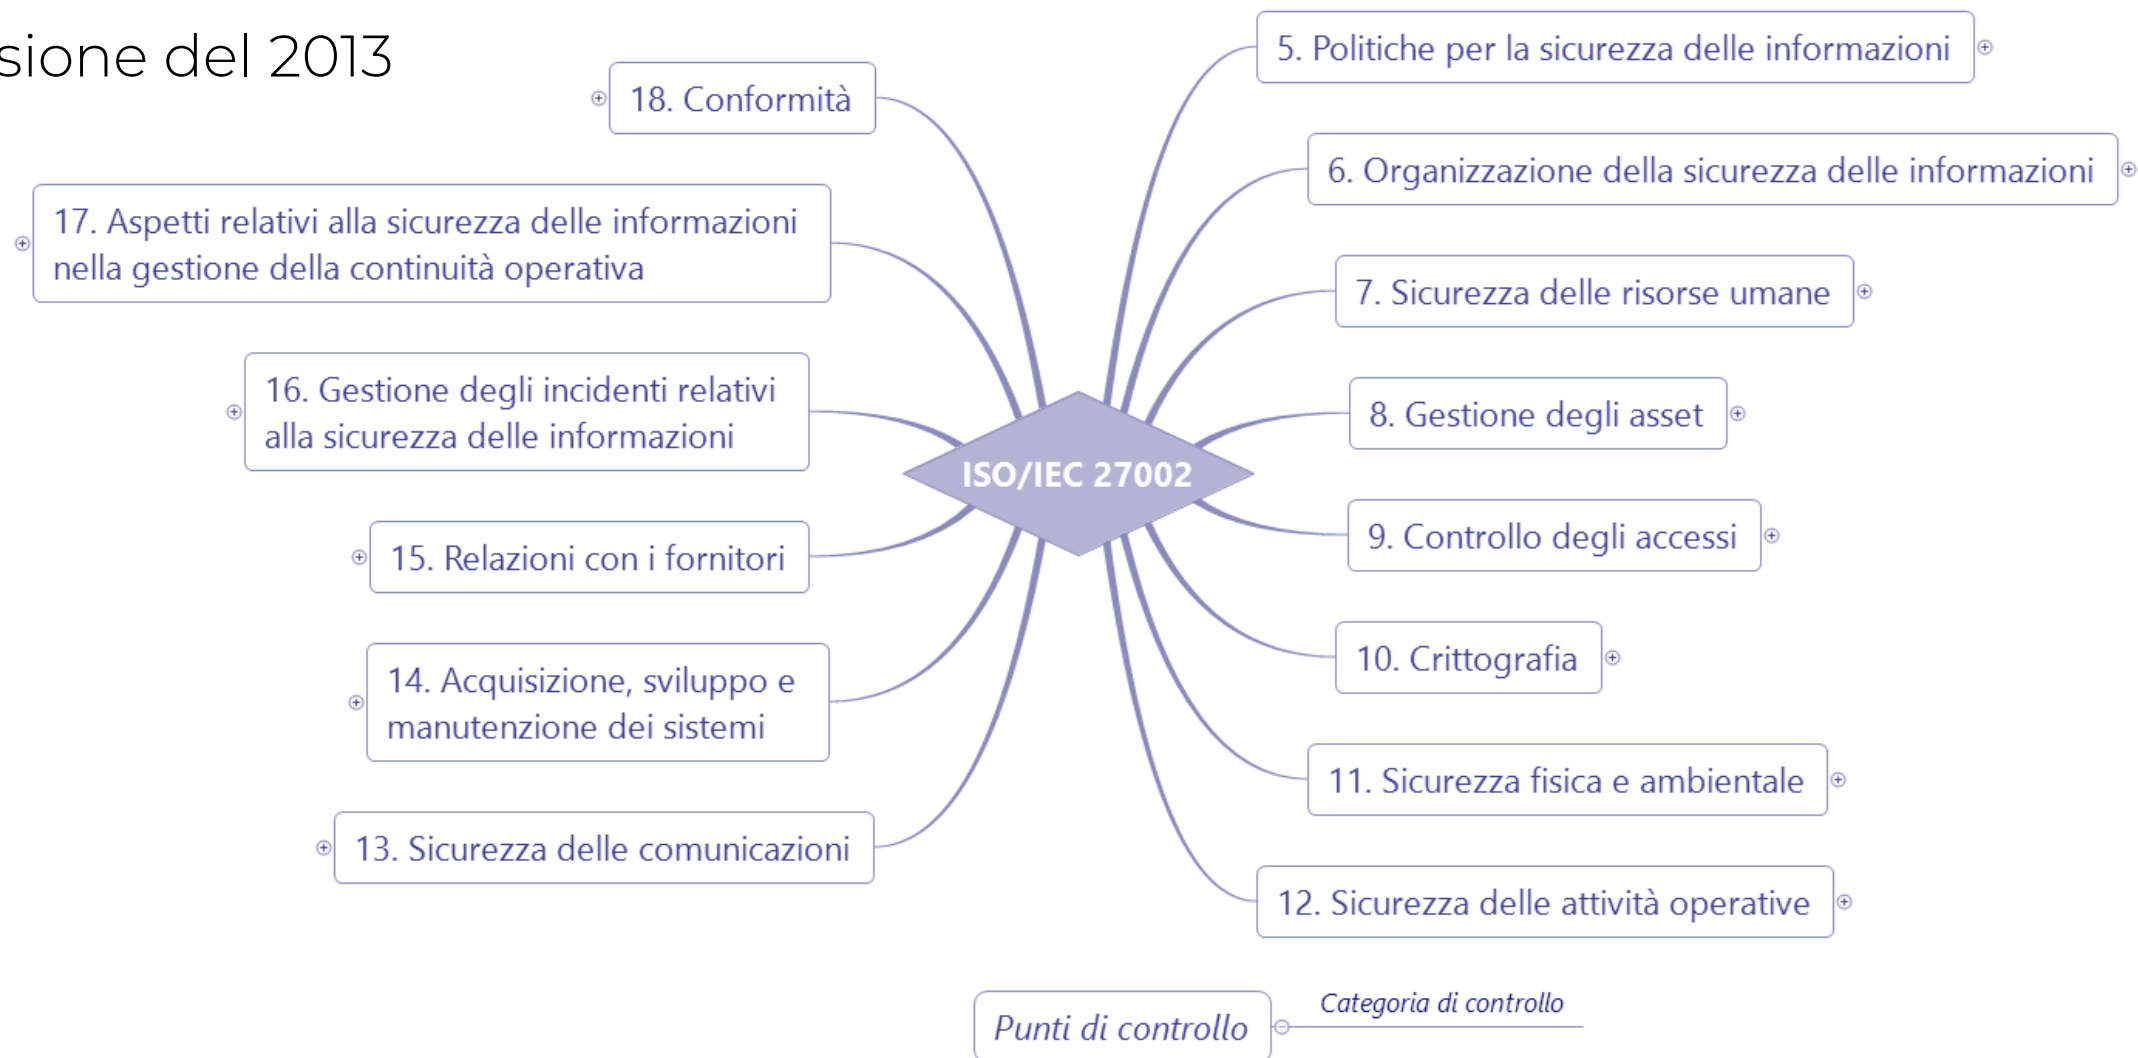 sione del 2013
5. Politiche per la sicurezza delle informazioni
6. Organizzazione della sicurezza delle informazioni
7. Sicurezza delle risorse umane
8. Gestione degli asset
9. Controllo degli accessi
10. Crittografia
11. Sicurezza fisica e ambientale
12. Sicurezza delle attività operative
13. Sicurezza delle comunicazioni
14. Acquisizione, sviluppo e
manutenzione dei sistemi
15. Relazioni con i fornitori
16. Gestione degli incidenti relativi
alla sicurezza delle informazioni
17. Aspetti relativi alla sicurezza delle informazioni
nella gestione della continuità operativa
18. Conformità
ISO/IEC 27002
Punti di controllo
Categoria di controllo